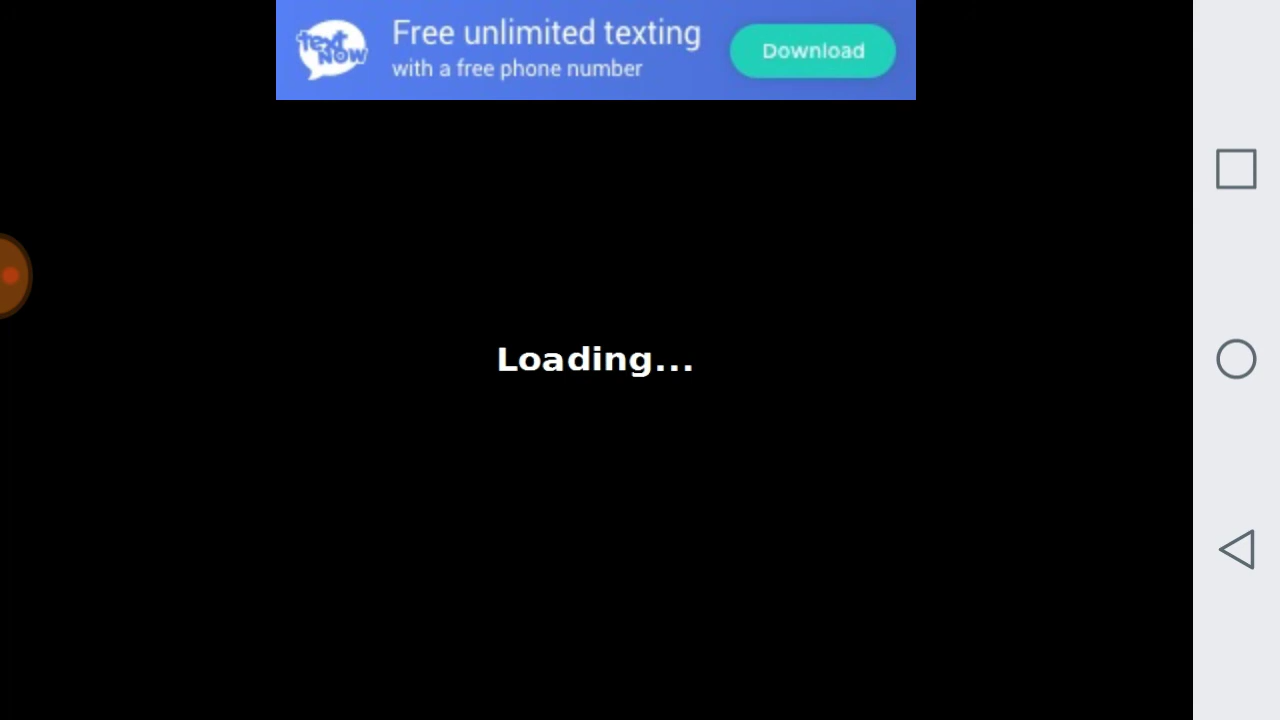 text
NOW
Free unlimited texting
with a free phone number
Download
Loading...